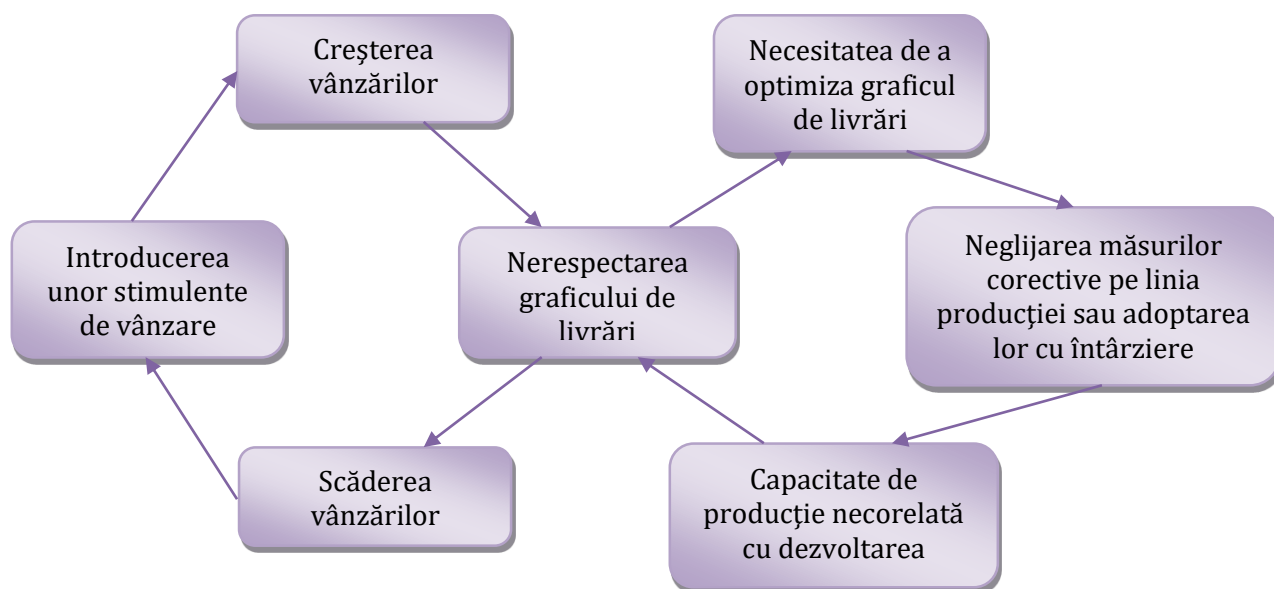 Creşterea
vânzărilor
Necesitatea de a
optimiza graficul
de livrări
Introducerea
unor stimulente
de vânzare
Nerespectarea
graficului de
livrări
Neglijarea măsurilor
corective pe linia
producţiei sau adoptarea
lor cu întârziere
Scăderea
vânzărilor
Capacitate de
producţie necorelată
cu dezvoltarea